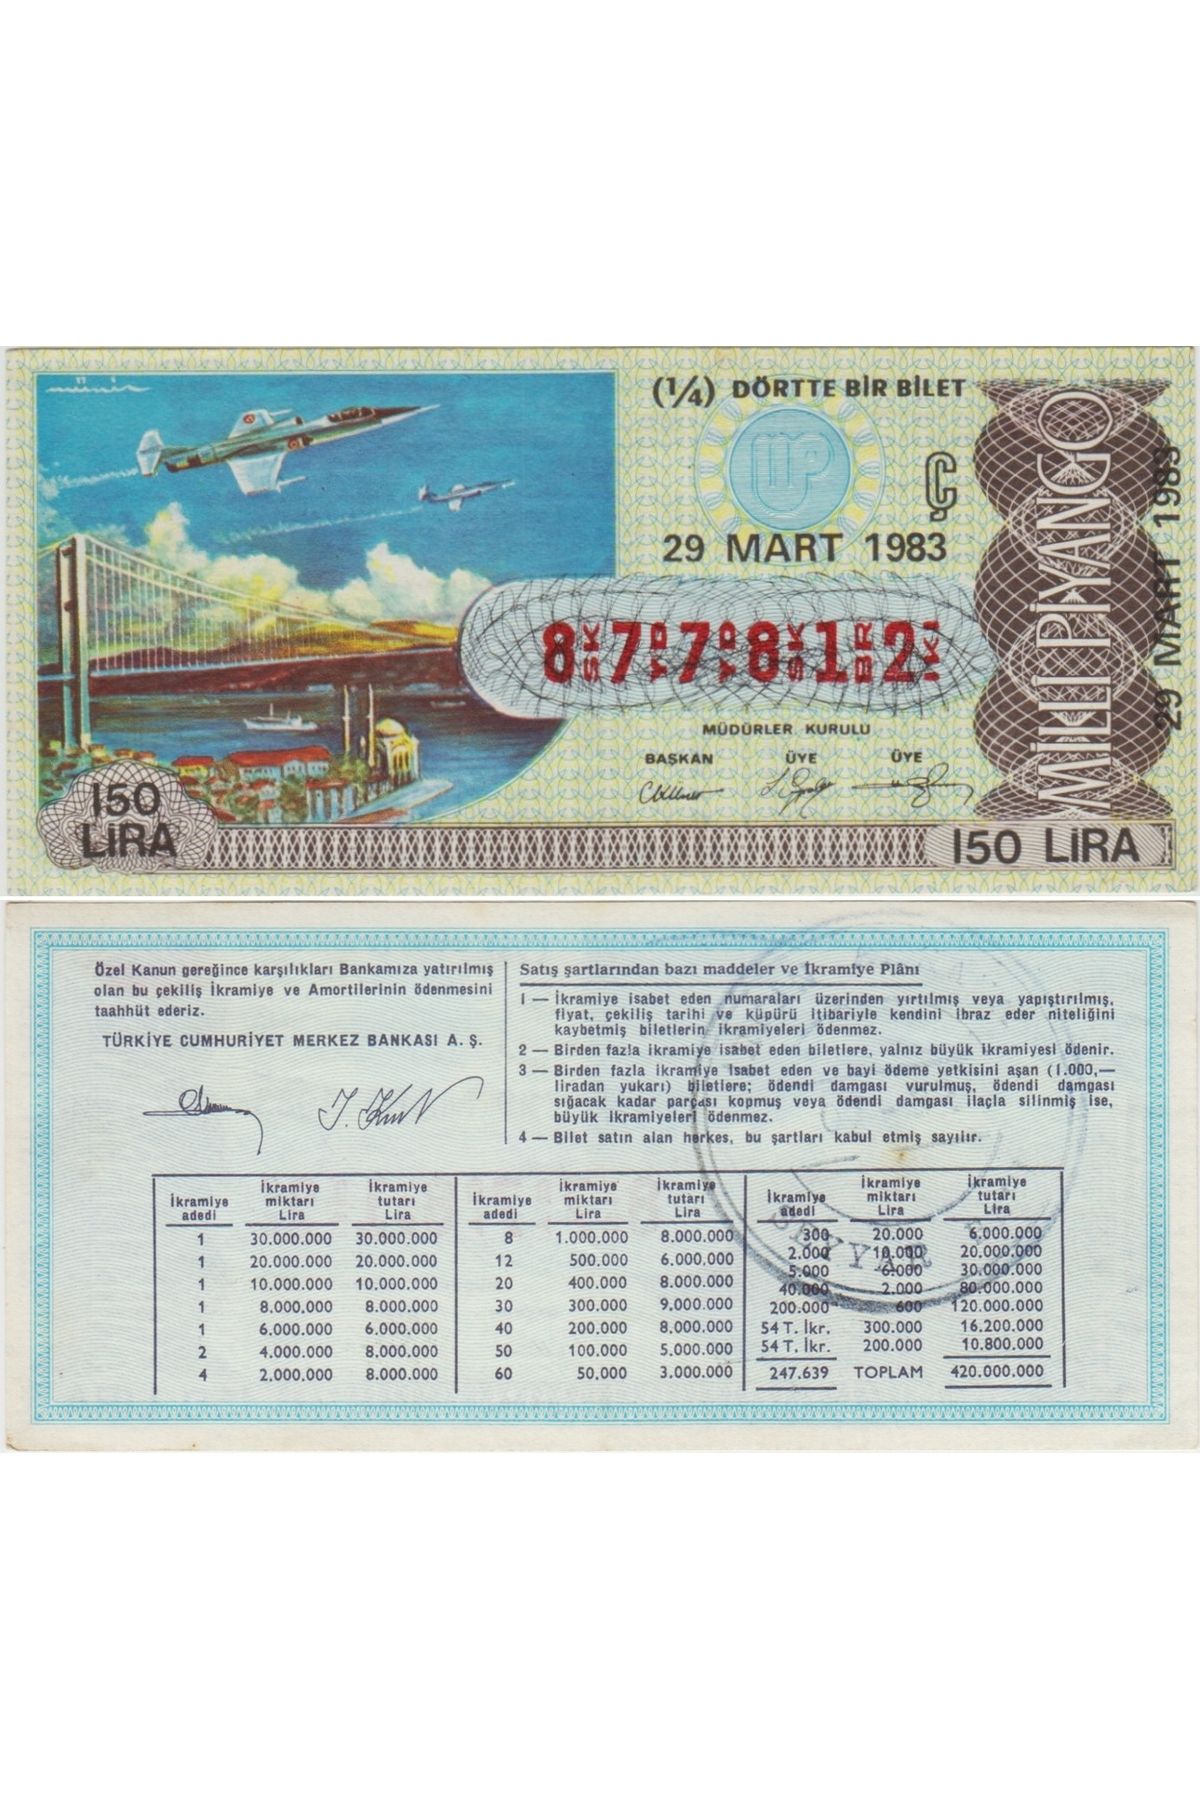 münir
(1/4) DÖRTTE BİR BİLET
Ç
29 MART 1983
8 SK 7 YD 7 YD 8 SK 1 BR 2 İKİ
MÜDÜRLER KURULU
BAŞKAN ÜYE ÜYE
150
LİRA
150 LİRA
MİLLİ PİYANGO
29 MART 1983
Özel Kanun gereğince karşılıkları Bankamıza yatırılmış
olan bu çekiliş İkramiye ve Amortilerinin ödenmesini
taahhüt ederiz.
TÜRKİYE CUMHURİYET MERKEZ BANKASI A. Ş.
Satış şartlarından bazı maddeler ve İkramiye Plânı
1 — İkramiye isabet eden numaraları üzerinden yırtılmış veya yapıştırılmış,
fiyat, çekiliş tarihi ve küpürü itibariyle kendini ibraz eder niteliğini
kaybetmiş biletlerin ikramiyeleri ödenmez.
2 — Birden fazla ikramiye isabet eden biletlere, yalnız büyük ikramiyesi ödenir.
3 — Birden fazla ikramiye isabet eden ve bayi ödeme yetkisini aşan (1.000,—
liradan yukarı) biletlere; ödendi damgası vurulmuş, ödendi damgası
sığacak kadar parçası kopmuş veya ödendi damgası ilaçla silinmiş ise,
büyük ikramiyeleri ödenmez.
4 — Bilet satın alan herkes, bu şartları kabul etmiş sayılır.
İkramiye adedi İkramiye miktarı Lira İkramiye tutarı Lira İkramiye adedi İkramiye miktarı Lira İkramiye tutarı Lira İkramiye adedi İkramiye miktarı Lira İkramiye tutarı Lira
1 30.000.000 30.000.000 8 1.000.000 8.000.000 300 20.000 6.000.000
1 20.000.000 20.000.000 12 500.000 6.000.000 2.000 10.000 20.000.000
1 10.000.000 10.000.000 20 400.000 8.000.000 5.000 6.000 30.000.000
1 8.000.000 8.000.000 30 300.000 9.000.000 40.000 2.000 80.000.000
1 6.000.000 6.000.000 40 200.000 8.000.000 200.000 600 120.000.000
2 4.000.000 8.000.000 50 100.000 5.000.000 54 T. İkr. 300.000 16.200.000
4 2.000.000 8.000.000 60 50,000 3.000.000 54 T. İkr. 200.000 10.800.000
247.639 TOPLAM 420.000.000
SEYYAR